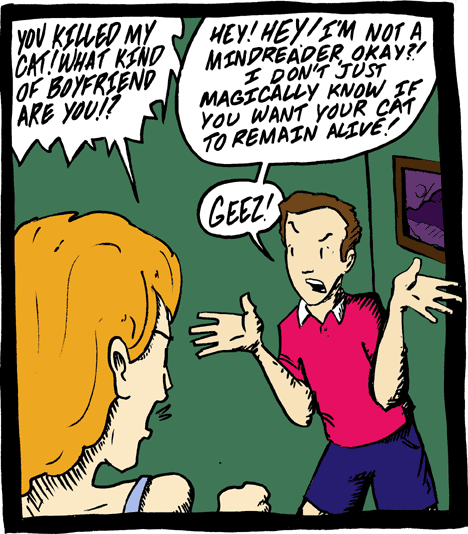 YOU KILLED MY
CAT! WHAT KIND
OF BOYFRIEND
ARE YOU!?
HEY! HEY! I'M NOT A
MINDREADER OKAY?!
I DON'T JUST
MAGICALLY KNOW IF
YOU WANT YOUR CAT
TO REMAIN ALIVE!
GEEZ!